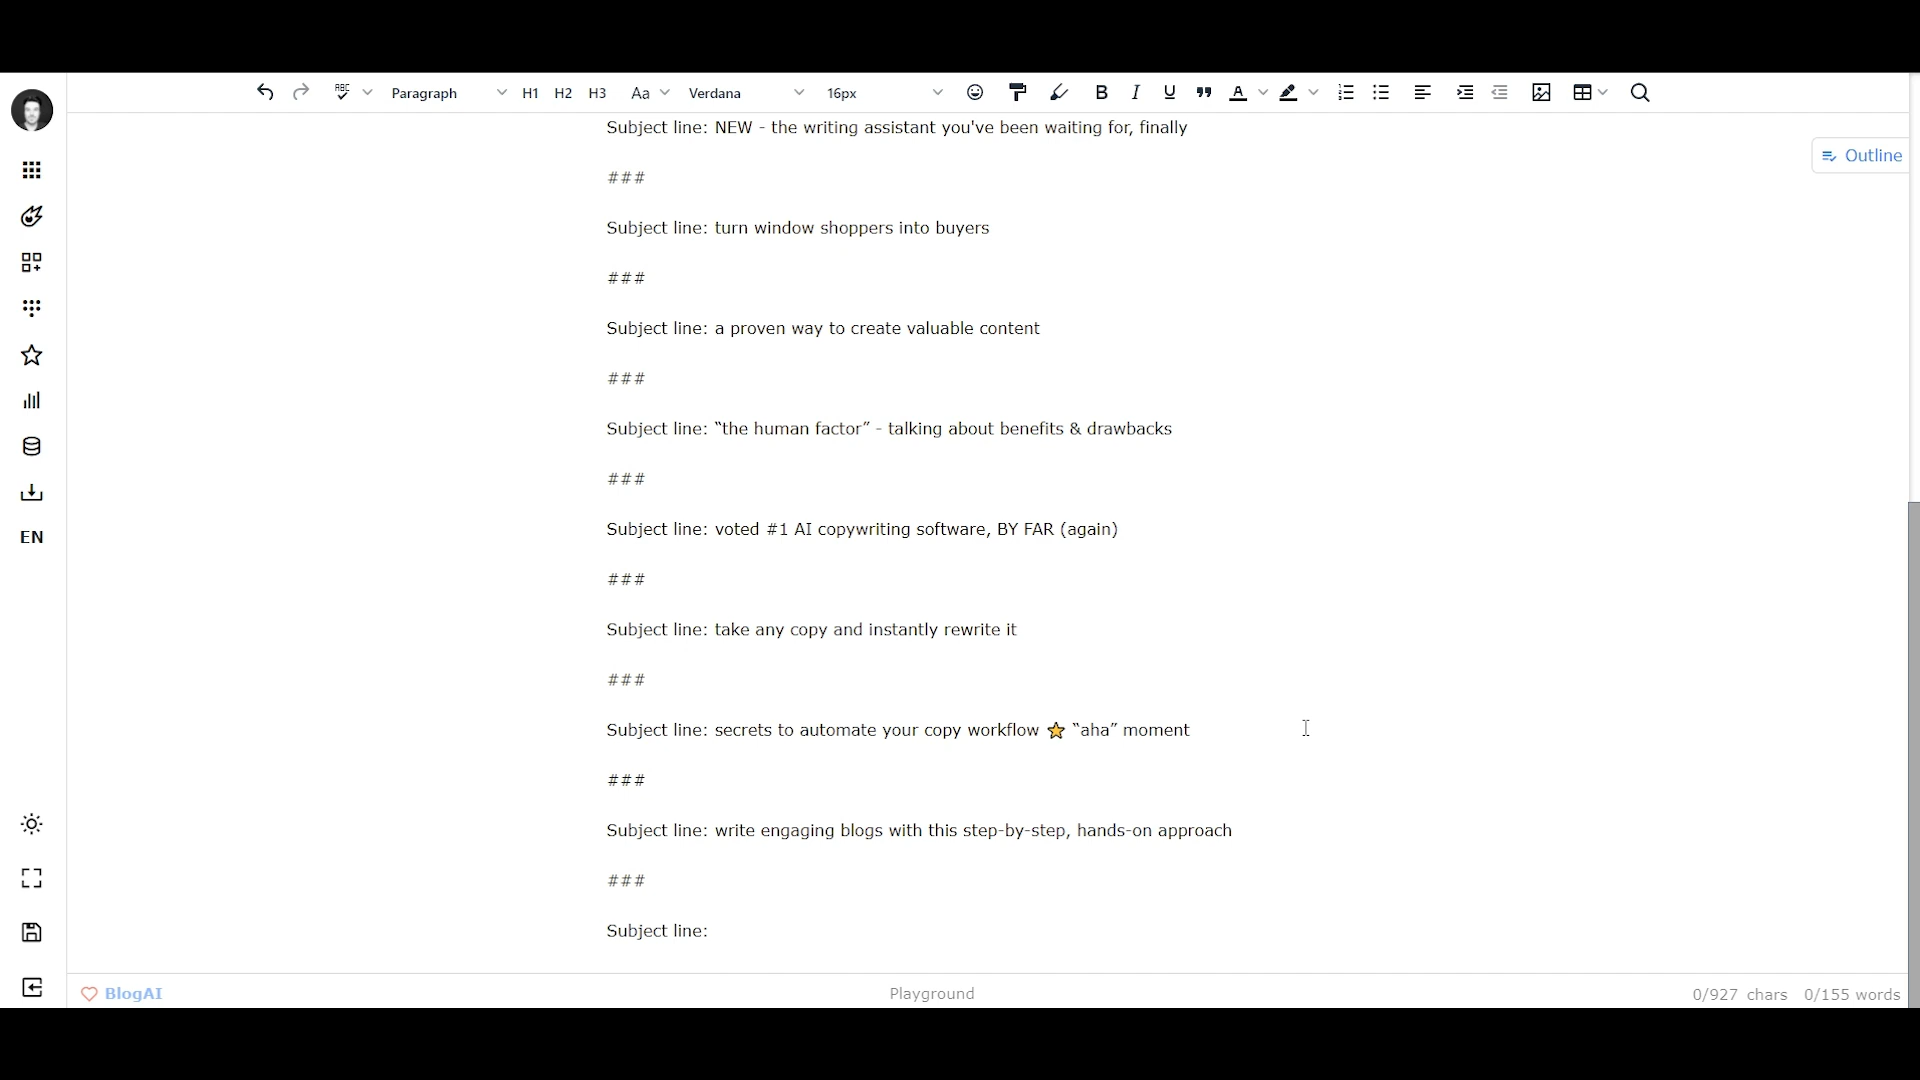 ABC
Paragraph
H1
H2
H3
Aa
Verdana
16px
B
I
U
A
Subject line: NEW - the writing assistant you've been waiting for, finally
Outline
###
Subject line: turn window shoppers into buyers
###
Subject line: a proven way to create valuable content
###
Subject line: “the human factor” - talking about benefits & drawbacks
###
Subject line: voted #1 AI copywriting software, BY FAR (again)
EN
###
Subject line: take any copy and instantly rewrite it
###
Subject line: secrets to automate your copy workflow ⭐ “aha” moment
###
Subject line: write engaging blogs with this step-by-step, hands-on approach
###
Subject line:
BlogAI
Playground
0/927 chars
0/155 words